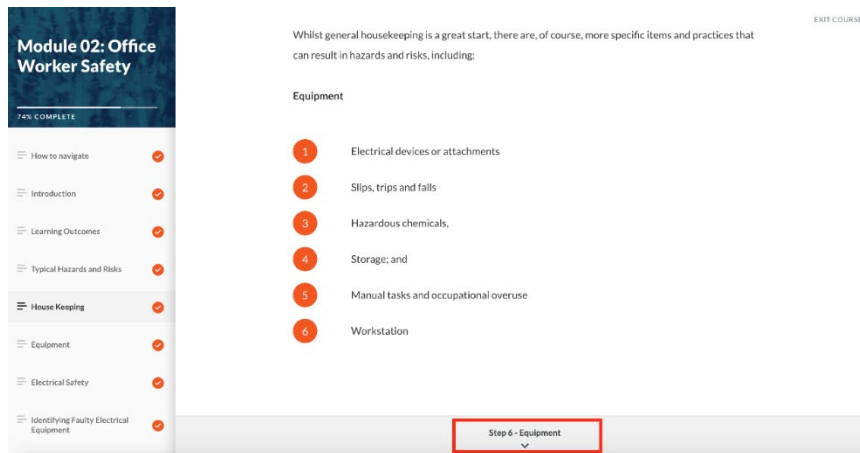 EXIT COURSE
Module 02: Office
Worker Safety
74% COMPLETE
How to navigate
Introduction
Learning Outcomes
Typical Hazards and Risks
House Keeping
Equipment
Electrical Safety
Identifying Faulty Electrical
Equipment
Whilst general housekeeping is a great start, there are, of course, more specific items and practices that
can result in hazards and risks, including:
Equipment
1 Electrical devices or attachments
2 Slips, trips and falls
3 Hazardous chemicals,
4 Storage; and
5 Manual tasks and occupational overuse
6 Workstation
Step 6 - Equipment